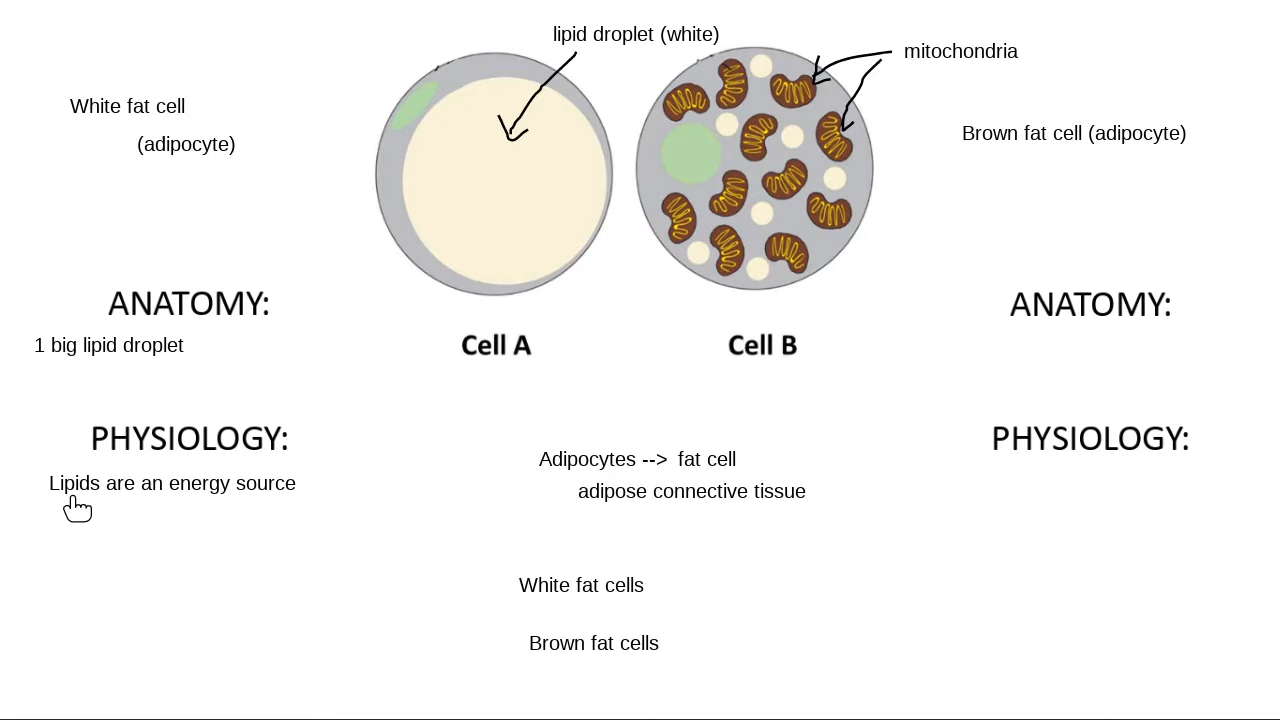 lipid droplet (white)
mitochondria
White fat cell
(adipocyte)
Brown fat cell (adipocyte)
ANATOMY:
ANATOMY:
1 big lipid droplet
Cell A
Cell B
PHYSIOLOGY:
PHYSIOLOGY:
Lipids are an energy source
Adipocytes --> fat cell
adipose connective tissue
White fat cells
Brown fat cells